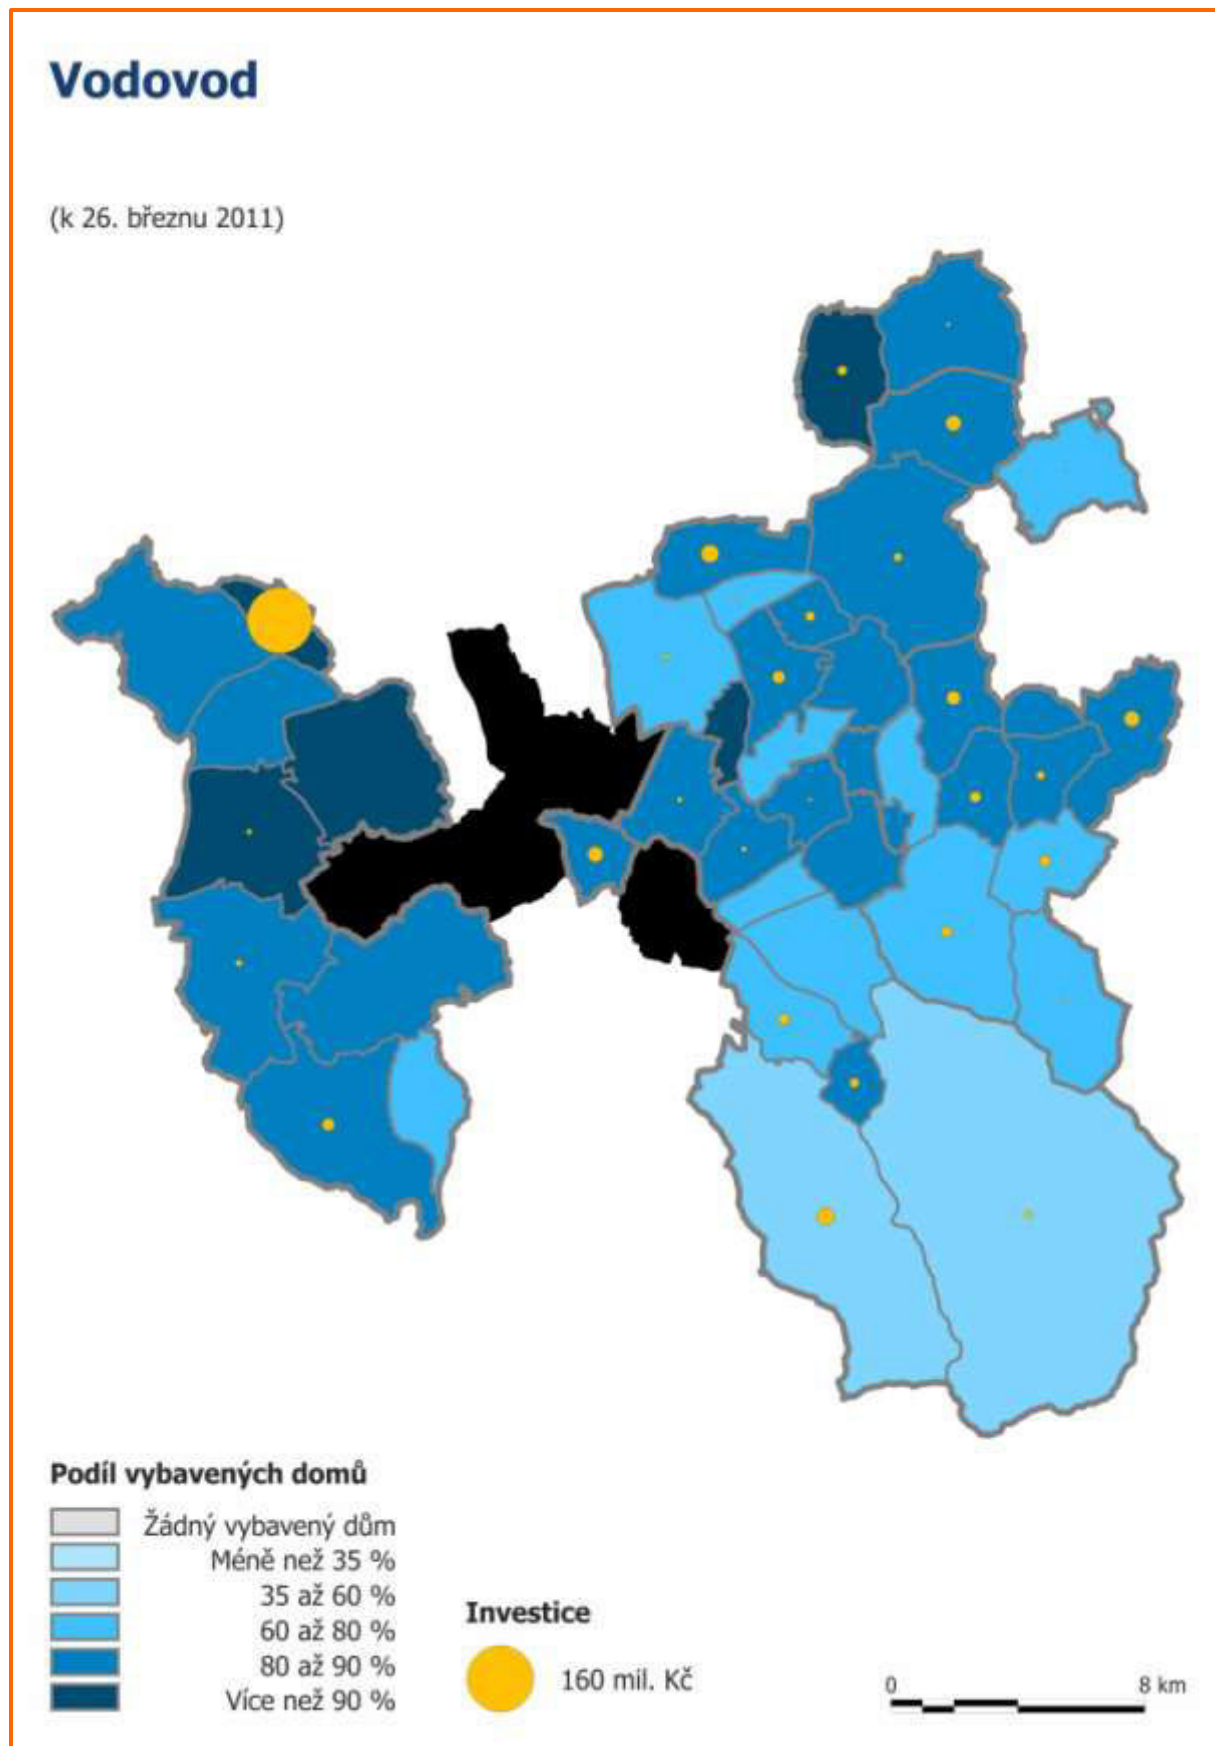 Vodovod
(k 26. březnu 2011)
Podíl vybavených domů
Žádný vybavený dům
Méně než 35 %
35 až 60 %
60 až 80 %
80 až 90 %
Více než 90 %
Investice
160 mil. Kč
0 8 km